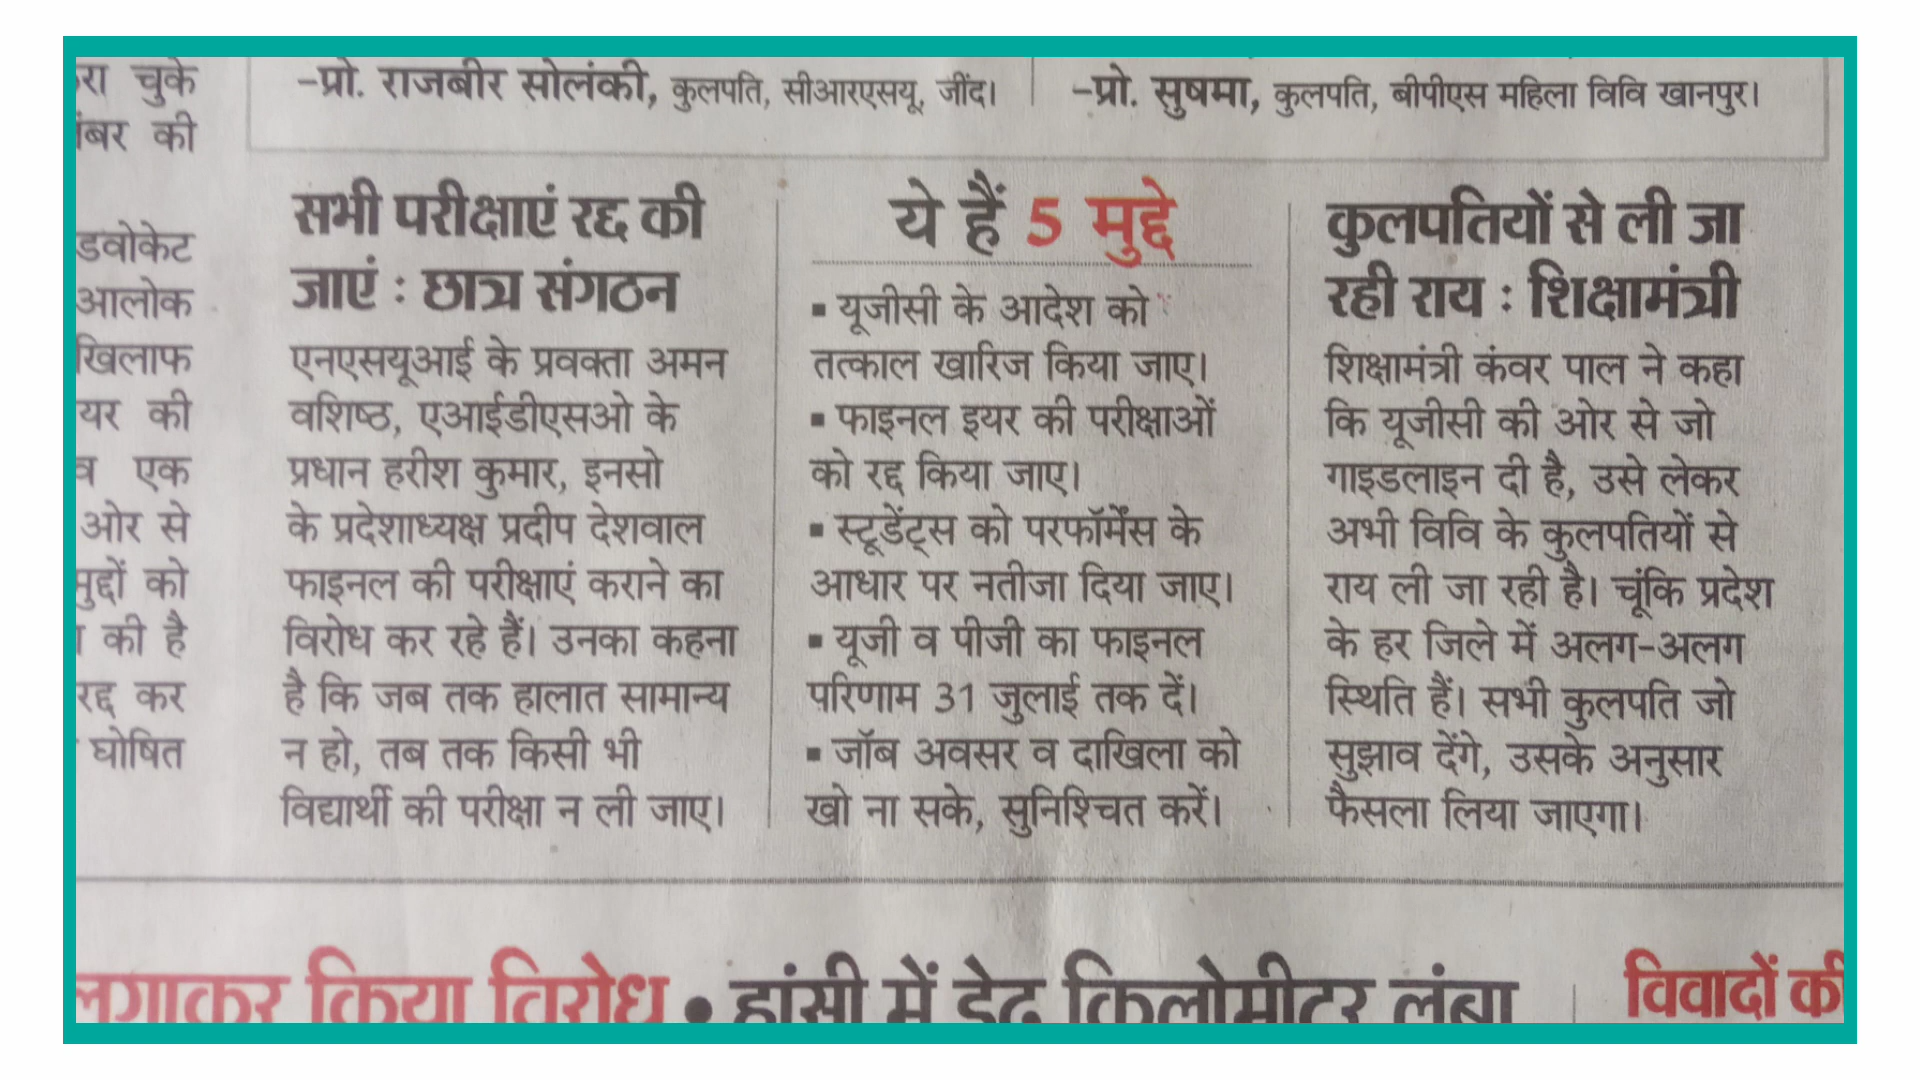 चुके
की
डवोकेट
आलोक
खिलाफ
यर की
एक
ओर से
को
की है
रद्द कर
घोषित
–प्रो. राजबीर सोलंकी, कुलपति, सीआरएसयू, जींद।
–प्रो. सुषमा, कुलपति, बीपीएस महिला विवि खानपुर।
सभी परीक्षाएं रद्द की
जाएं : छात्र संगठन
एनएसयूआई के प्रवक्ता अमन
वशिष्ठ, एआईडीएसओ के
प्रधान हरीश कुमार, इनसो
के प्रदेशाध्यक्ष प्रदीप देशवाल
फाइनल की परीक्षाएं कराने का
विरोध कर रहे हैं। उनका कहना
है कि जब तक हालात सामान्य
न हो, तब तक किसी भी
विद्यार्थी की परीक्षा न ली जाए।
ये हैं 5 मुद्दे
▪ यूजीसी के आदेश को
तत्काल खारिज किया जाए।
▪ फाइनल इयर की परीक्षाओं
को रद्द किया जाए।
▪ स्टूडेंट्स को परफॉर्मेंस के
आधार पर नतीजा दिया जाए।
▪ यूजी व पीजी का फाइनल
परिणाम 31 जुलाई तक दें।
▪ जॉब अवसर व दाखिला को
खो ना सके, सुनिश्चित करें।
कुलपतियों से ली जा
रही राय : शिक्षामंत्री
शिक्षामंत्री कंवर पाल ने कहा
कि यूजीसी की ओर से जो
गाइडलाइन दी है, उसे लेकर
अभी विवि के कुलपतियों से
राय ली जा रही है। चूंकि प्रदेश
के हर जिले में अलग-अलग
स्थिति हैं। सभी कुलपति जो
सुझाव देंगे, उसके अनुसार
फैसला लिया जाएगा।
लगाकर किया विरोध • हांसी में डेढ़ किलोमीटर लंबा
विवादों की